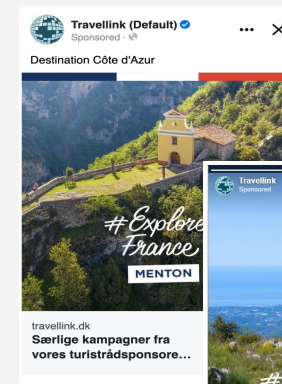 Travellink (Default)
Sponsored ·
Destination Côte d'Azur
Travellink
Sponsored
#Explore
France
MENTON
travellink.dk
Særlige kampagner fra
vores turistrådsponsore...
#